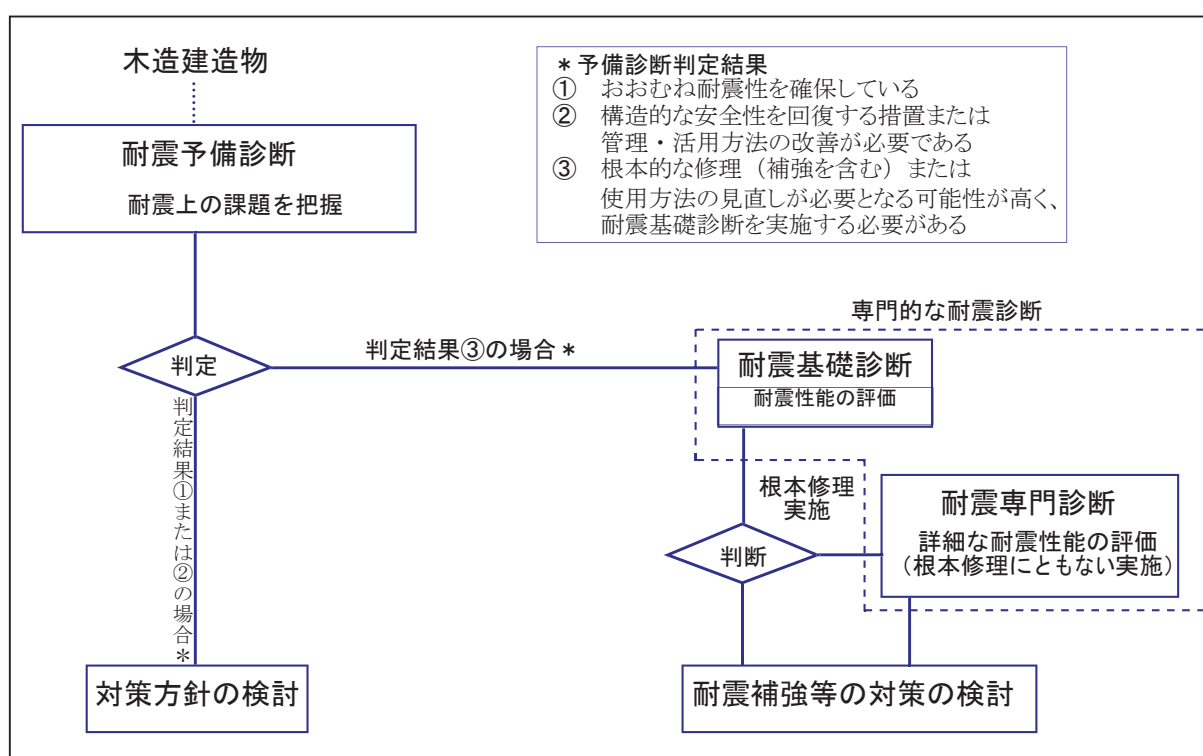 木造建造物
耐震予備診断
耐震上の課題を把握
＊予備診断判定結果
① おおむね耐震性を確保している
② 構造的な安全性を回復する措置または
管理・活用方法の改善が必要である
③ 根本的な修理（補強を含む）または
使用方法の見直しが必要となる可能性が高く、
耐震基礎診断を実施する必要がある
専門的な耐震診断
判定
判定結果③の場合＊
耐震基礎診断
耐震性能の評価
判定結果①または②の場合＊
根本修理
実施
判断
耐震専門診断
詳細な耐震性能の評価
（根本修理にともない実施）
対策方針の検討
耐震補強等の対策の検討